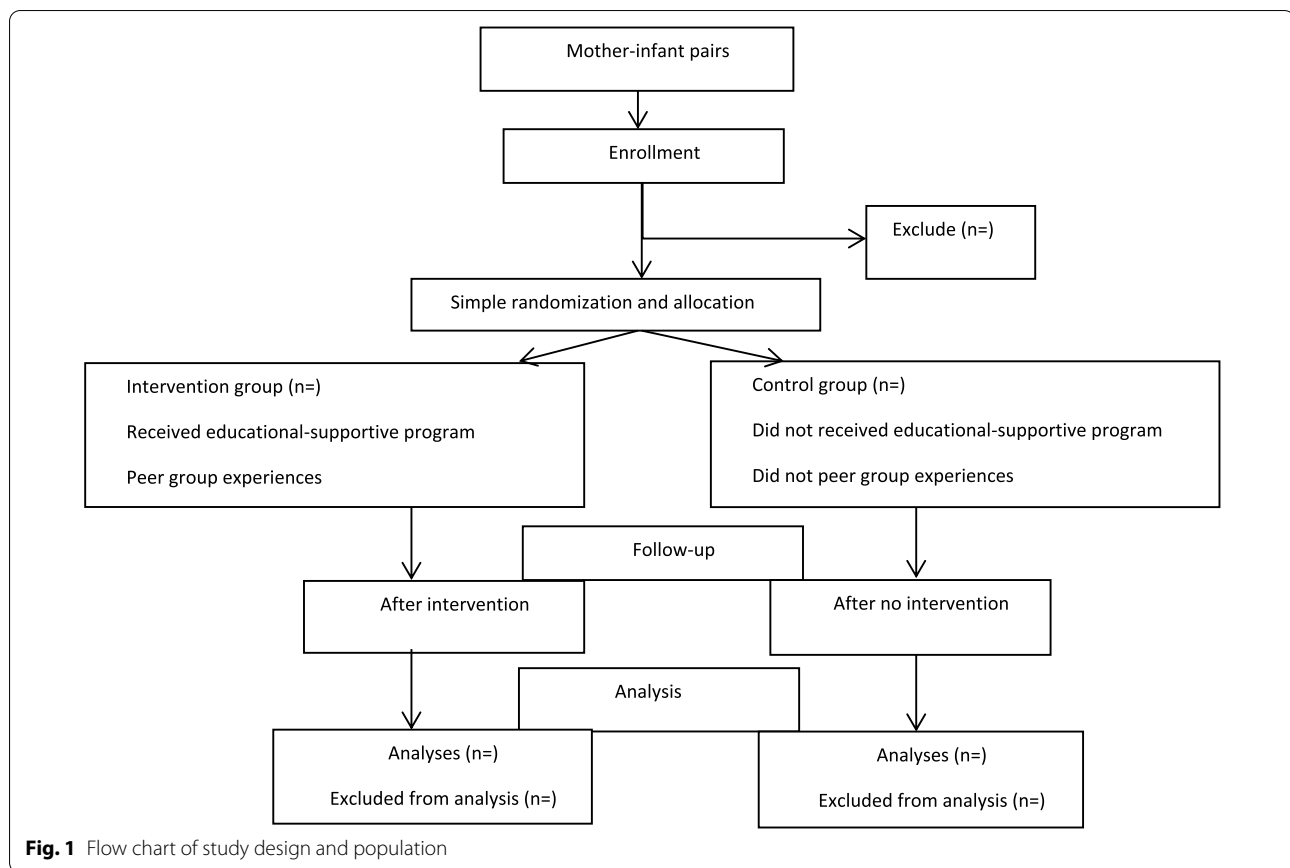 Mother-infant pairs
Enrollment
Exclude (n=)
Simple randomization and allocation
Intervention group (n=)
Received educational-supportive program
Peer group experiences
Control group (n=)
Did not received educational-supportive program
Did not peer group experiences
Follow-up
After intervention
After no intervention
Analysis
Analyses (n=)
Excluded from analysis (n=)
Analyses (n=)
Excluded from analysis (n=)
Fig. 1 Flow chart of study design and population